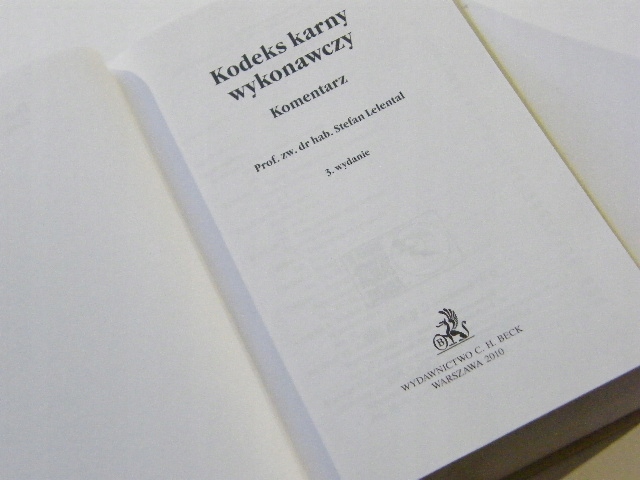 Kodeks karny
wykonawczy
Komentarz
Prof. zw. dr hab. Stefan Lelental
3. wydanie
B
WYDAWNICTWO C. H. BECK
WARSZAWA 2010